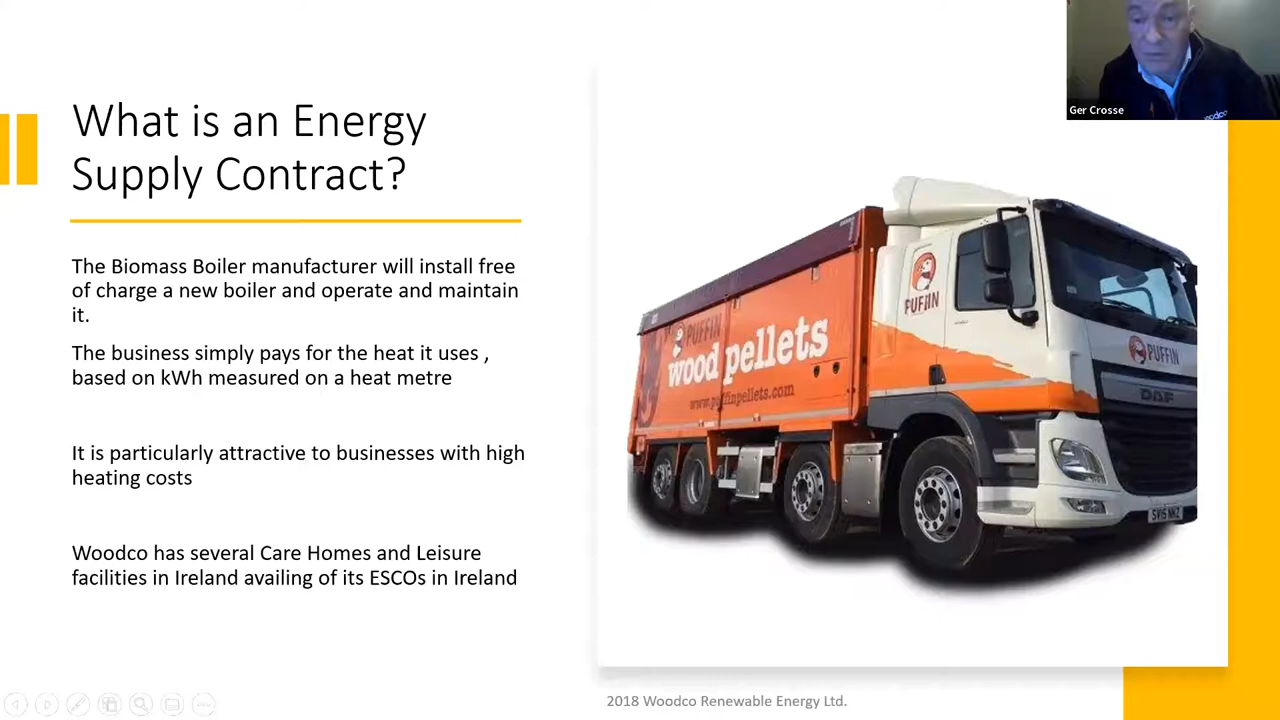 Ger Crosse
woodco
What is an Energy
Supply Contract?
The Biomass Boiler manufacturer will install free
of charge a new boiler and operate and maintain
it.
The business simply pays for the heat it uses ,
based on kWh measured on a heat metre
It is particularly attractive to businesses with high
heating costs
Woodco has several Care Homes and Leisure
facilities in Ireland availing of its ESCOs in Ireland
PUFFIN
wood pellets
www.puffinpellets.com
PUFFIN
PUFFIN
DAF
2018 Woodco Renewable Energy Ltd.